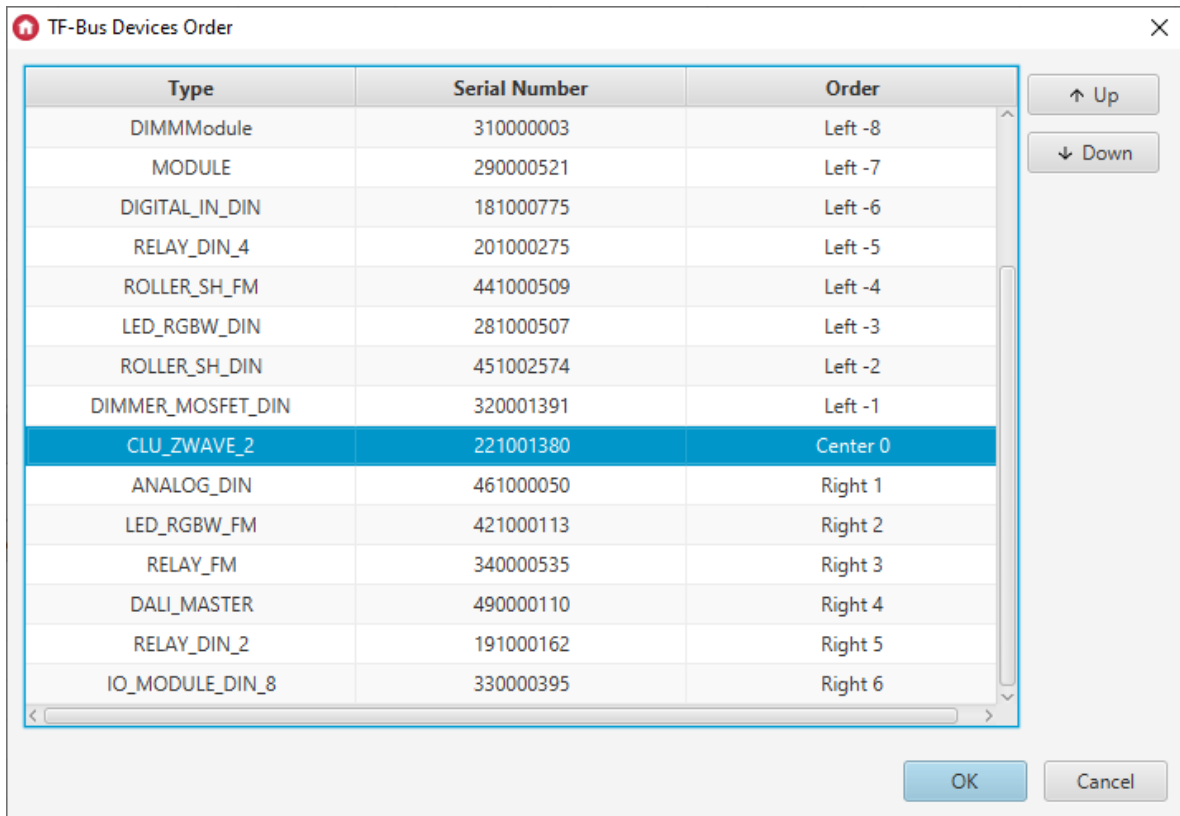 TF-Bus Devices Order
Type Serial Number Order
↑ Up
DIMMModule 310000003 Left -8
↓ Down
MODULE 290000521 Left -7
DIGITAL_IN_DIN 181000775 Left -6
RELAY_DIN_4 201000275 Left -5
ROLLER_SH_FM 441000509 Left -4
LED_RGBW_DIN 281000507 Left -3
ROLLER_SH_DIN 451002574 Left -2
DIMMER_MOSFET_DIN 320001391 Left -1
CLU_ZWAVE_2 221001380 Center 0
ANALOG_DIN 461000050 Right 1
LED_RGBW_FM 421000113 Right 2
RELAY_FM 340000535 Right 3
DALI_MASTER 490000110 Right 4
RELAY_DIN_2 191000162 Right 5
IO_MODULE_DIN_8 330000395 Right 6
OK Cancel